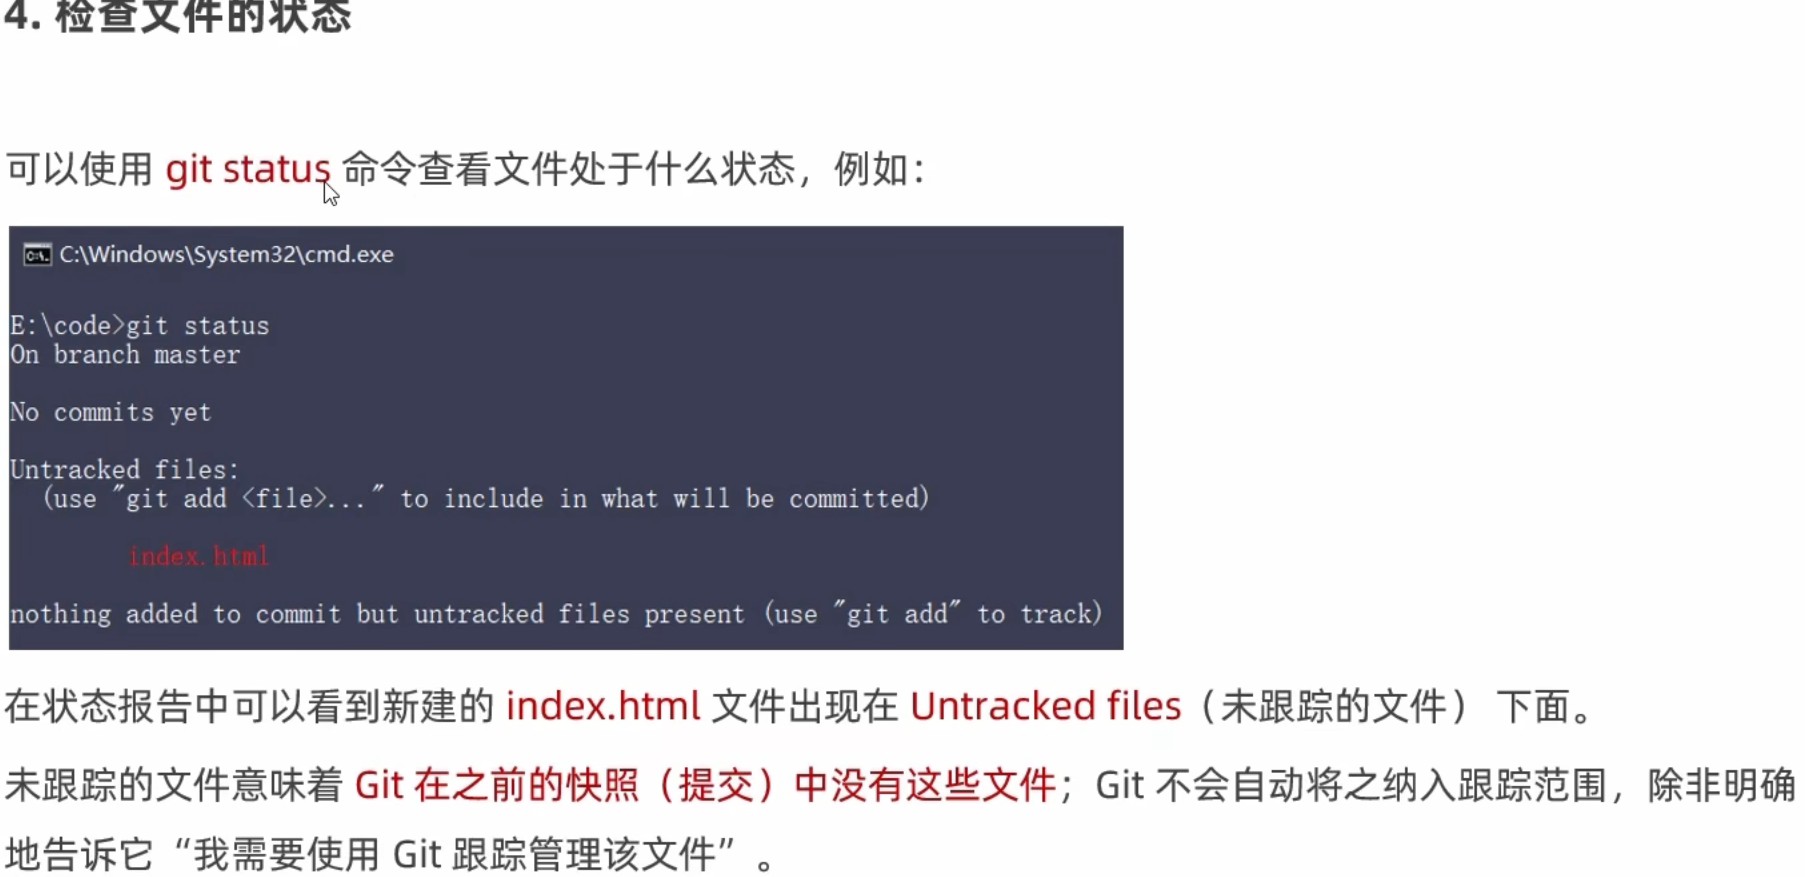 4. 检查文件的状态
可以使用 git status 命令查看文件处于什么状态，例如：
C:\Windows\System32\cmd.exe
E:\code>git status
On branch master
No commits yet
Untracked files:
(use "git add <file>..." to include in what will be committed)
index.html
nothing added to commit but untracked files present (use "git add" to track)
在状态报告中可以看到新建的 index.html 文件出现在 Untracked files（未跟踪的文件） 下面。
未跟踪的文件意味着 Git 在之前的快照（提交）中没有这些文件；Git 不会自动将之纳入跟踪范围，除非明确
地告诉它“我需要使用 Git 跟踪管理该文件”。